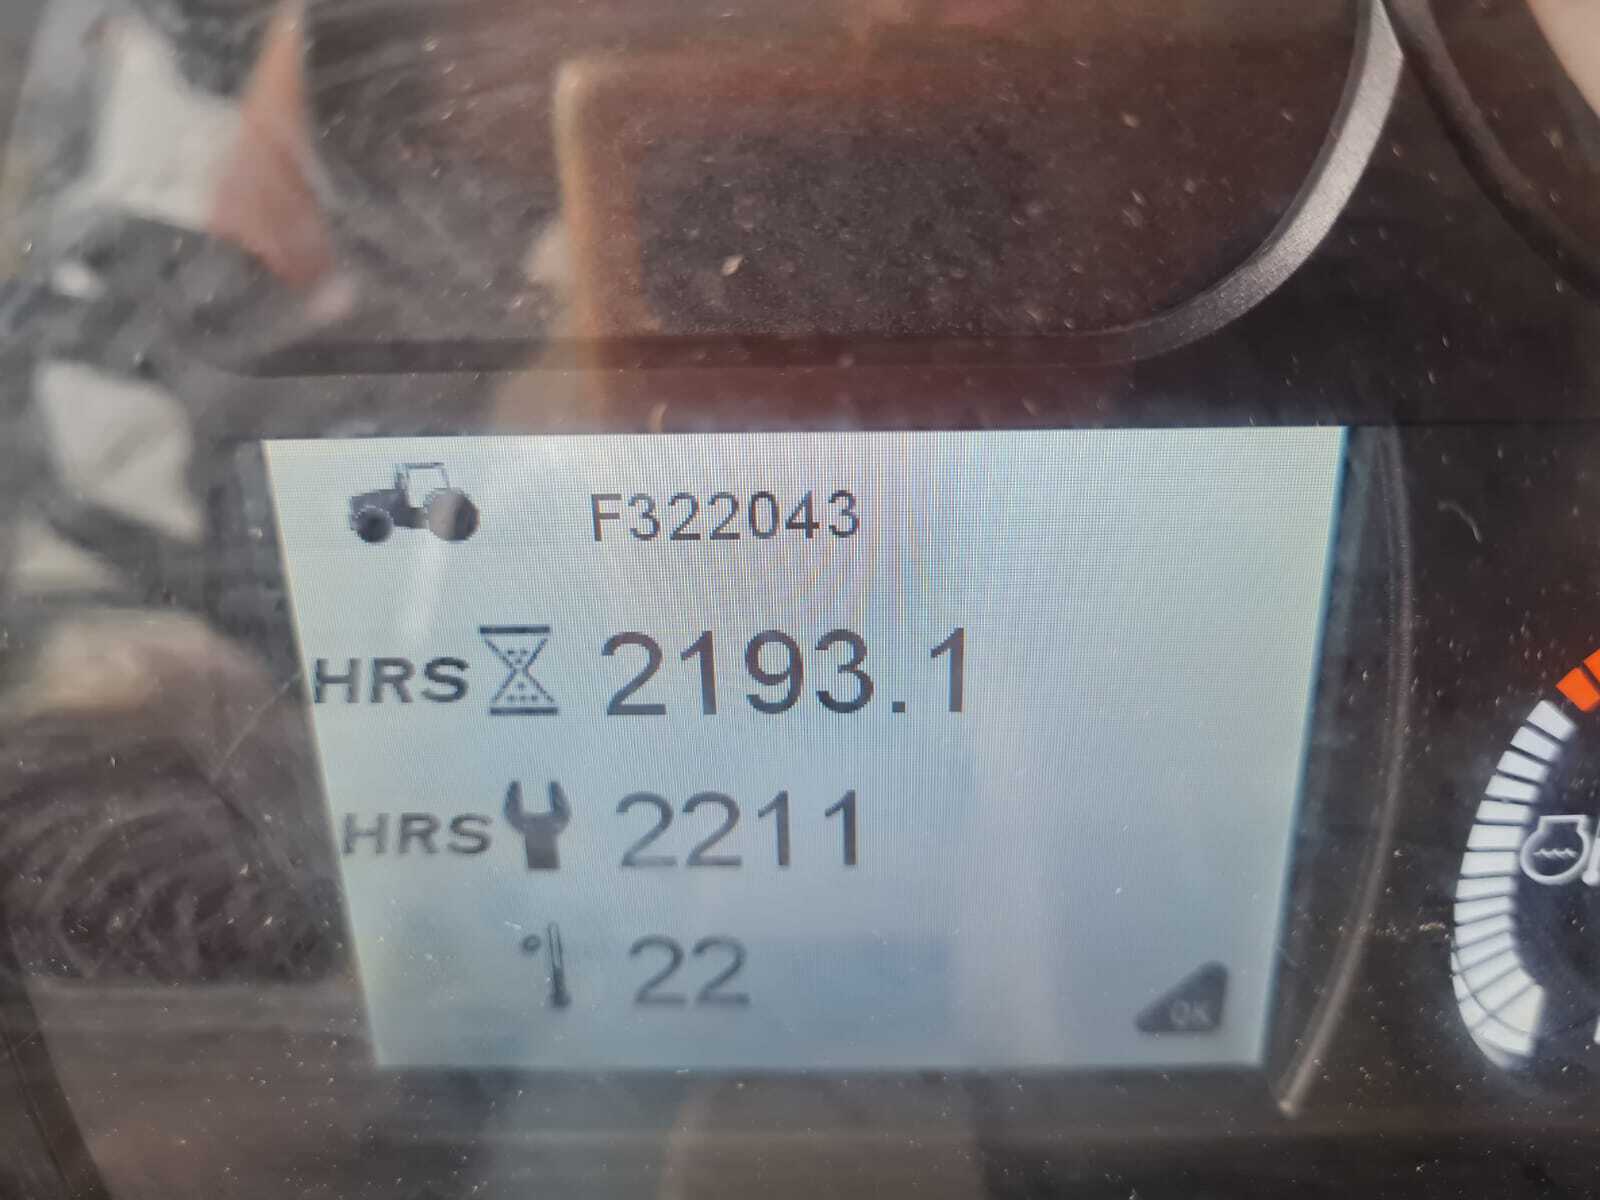 F322043
HRS 2193.1
HRS 2211
° 22
OK